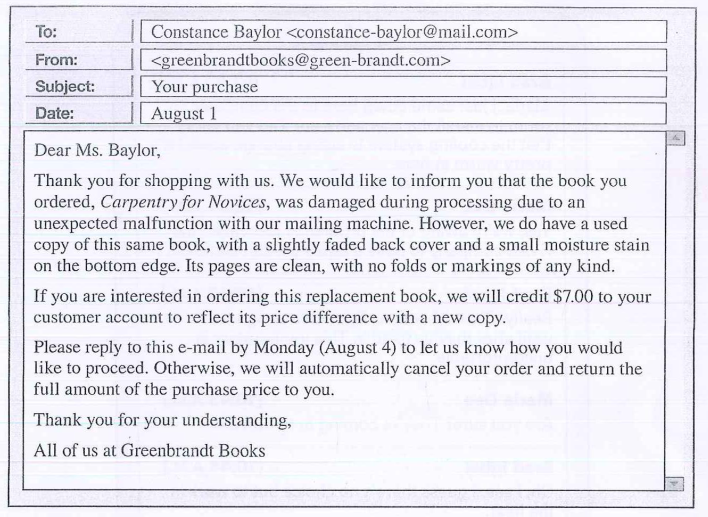 To: Constance Baylor <constance-baylor@mail.com>
From: <greenbrandtbooks@green-brandt.com>
Subject: Your purchase
Date: August 1
Dear Ms. Baylor,
Thank you for shopping with us. We would like to inform you that the book you
ordered, Carpentry for Novices, was damaged during processing due to an
unexpected malfunction with our mailing machine. However, we do have a used
copy of this same book, with a slightly faded back cover and a small moisture stain
on the bottom edge. Its pages are clean, with no folds or markings of any kind.
If you are interested in ordering this replacement book, we will credit $7.00 to your
customer account to reflect its price difference with a new copy.
Please reply to this e-mail by Monday (August 4) to let us know how you would
like to proceed. Otherwise, we will automatically cancel your order and return the
full amount of the purchase price to you.
Thank you for your understanding,
All of us at Greenbrandt Books